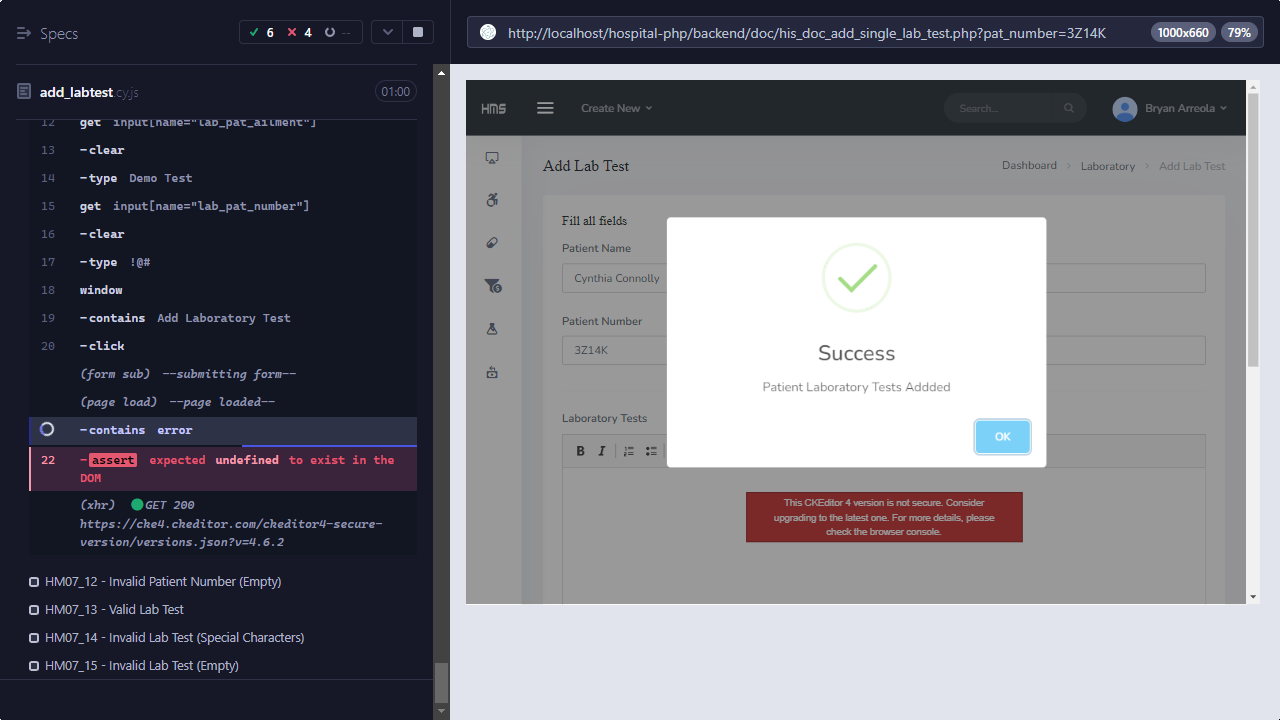 Specs
6
4
--
http://localhost/hospital-php/backend/doc/his_doc_add_single_lab_test.php?pat_number=3Z14K
1000x660
79%
add_labtest.cy.js
01:00
12 get input[name="lab_pat_ailment"]
13 -clear
14 -type Demo Test
15 get input[name="lab_pat_number"]
16 -clear
17 -type !@#
18 window
19 -contains Add Laboratory Test
20 -click
(form sub) --submitting form--
(page load) --page loaded--
-contains error
22 -assert expected undefined to exist in the
DOM
(xhr) GET 200
https://cke4.ckeditor.com/ckeditor4-secure-
version/versions.json?v=4.6.2
HM07_12 - Invalid Patient Number (Empty)
HM07_13 - Valid Lab Test
HM07_14 - Invalid Lab Test (Special Characters)
HM07_15 - Invalid Lab Test (Empty)
HMS
Create New
Search...
Bryan Arreola
Add Lab Test
Dashboard > Laboratory > Add Lab Test
Fill all fields
Patient Name
Cynthia Connolly
Patient Number
3Z14K
Laboratory Tests
B I
Success
Patient Laboratory Tests Addded
OK
This CKEditor 4 version is not secure. Consider
upgrading to the latest one. For more details, please
check the browser console.